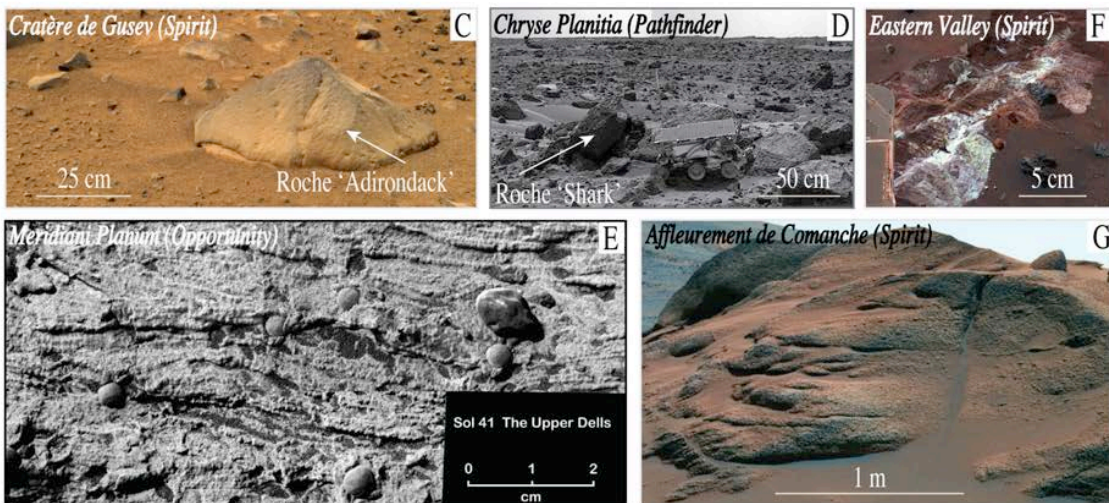 Cratère de Gusev (Spirit)
C
25 cm
Roche 'Adirondack'
Chryse Planitia (Pathfinder)
D
Roche 'Shark'
50 cm
Eastern Valley (Spirit)
F
5 cm
Meridiani Planum (Opportunity)
E
Sol 41 The Upper Dells
0 1 2
cm
Affleurement de Comanche (Spirit)
G
1 m